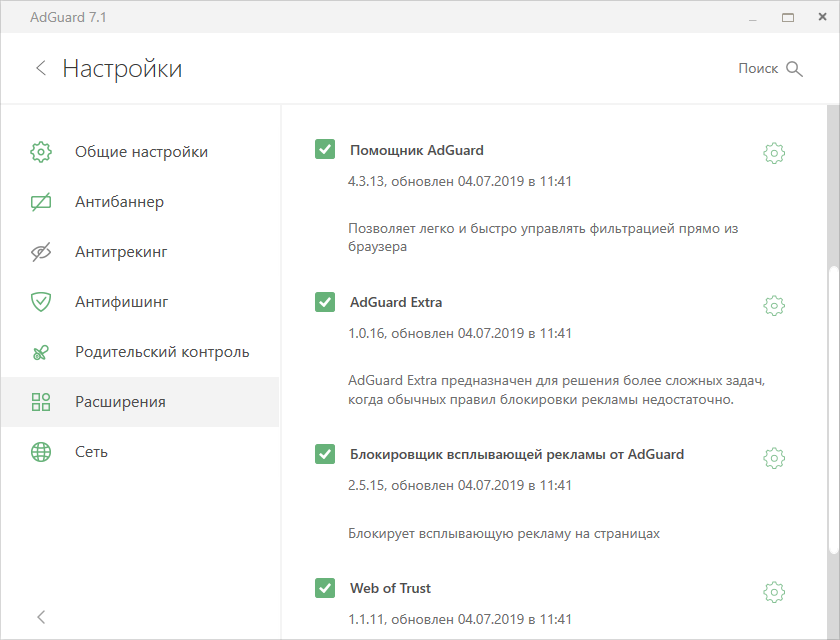 AdGuard 7.1
Настройки
Поиск
Общие настройки
Антибаннер
Антитрекинг
Антифишинг
Родительский контроль
Расширения
Сеть
Помощник AdGuard
4.3.13, обновлен 04.07.2019 в 11:41
Позволяет легко и быстро управлять фильтрацией прямо из
браузера
AdGuard Extra
1.0.16, обновлен 04.07.2019 в 11:41
AdGuard Extra предназначен для решения более сложных задач,
когда обычных правил блокировки рекламы недостаточно.
Блокировщик всплывающей рекламы от AdGuard
2.5.15, обновлен 04.07.2019 в 11:41
Блокирует всплывающую рекламу на страницах
Web of Trust
1.1.11, обновлен 04.07.2019 в 11:41